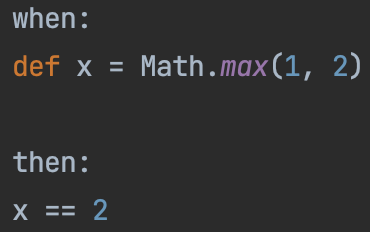 when:
def x = Math.max(1, 2)
then:
x == 2